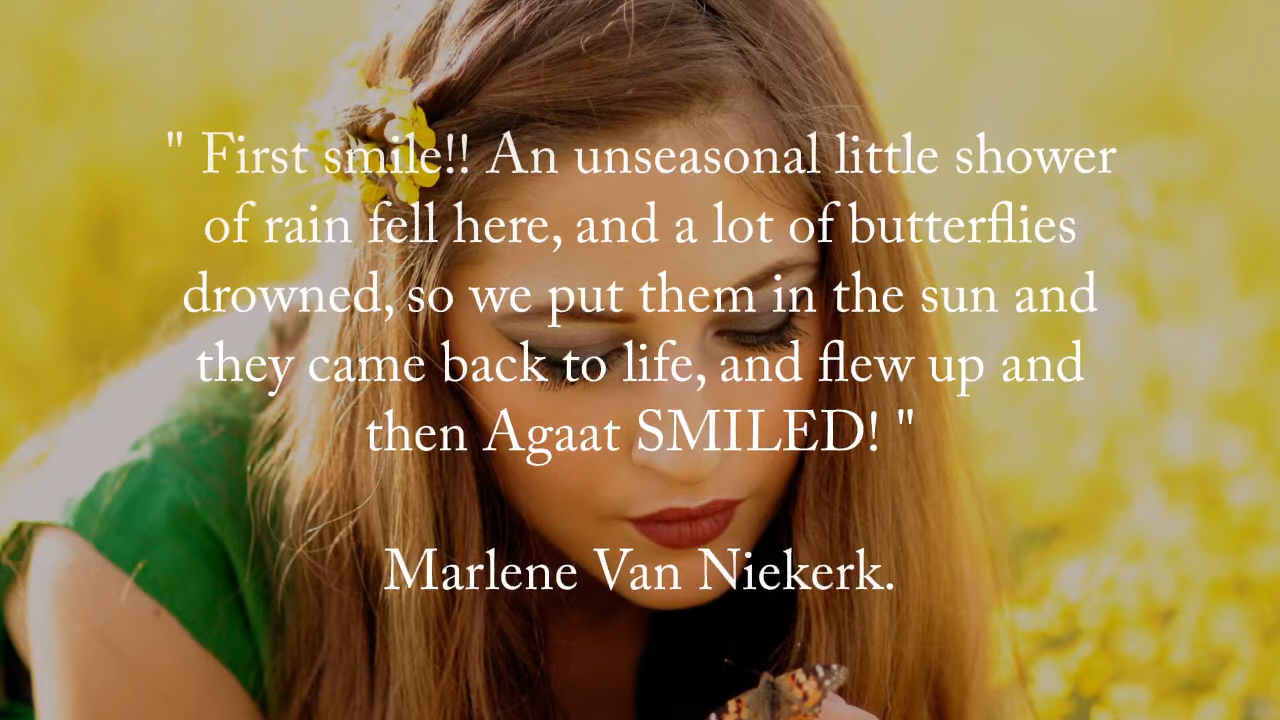 " First smile!! An unseasonal little shower
of rain fell here, and a lot of butterflies
drowned, so we put them in the sun and
they came back to life, and flew up and
then Agaat SMILED! "
Marlene Van Niekerk.